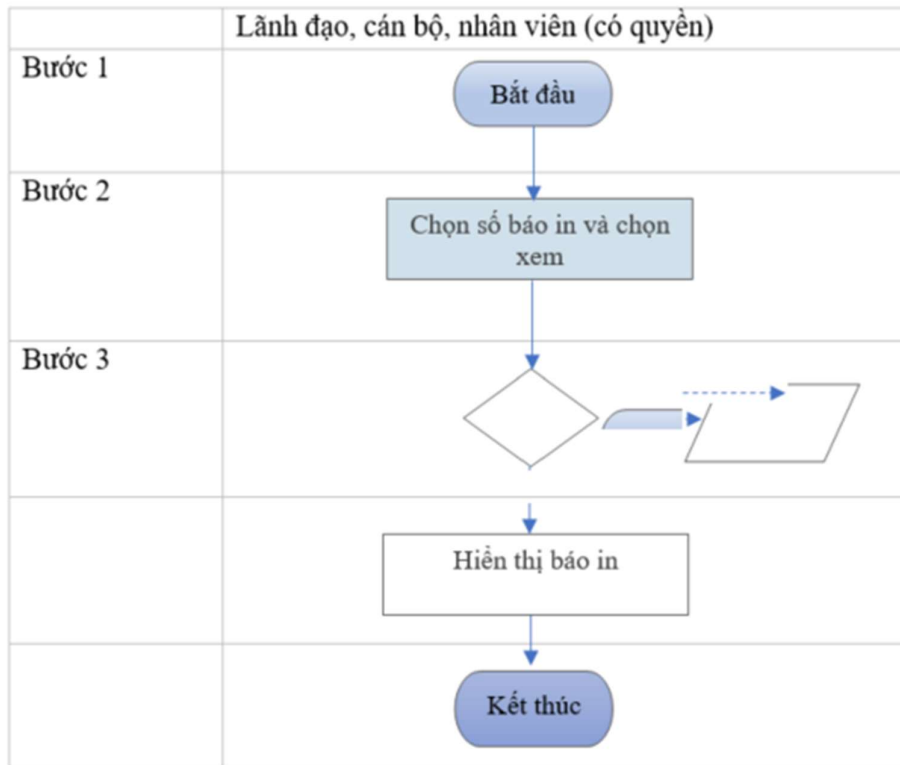 Lãnh đạo, cán bộ, nhân viên (có quyền)
Bước 1
Bắt đầu
Bước 2
Chọn số báo in và chọn
xem
Bước 3
Hiển thị báo in
Kết thúc